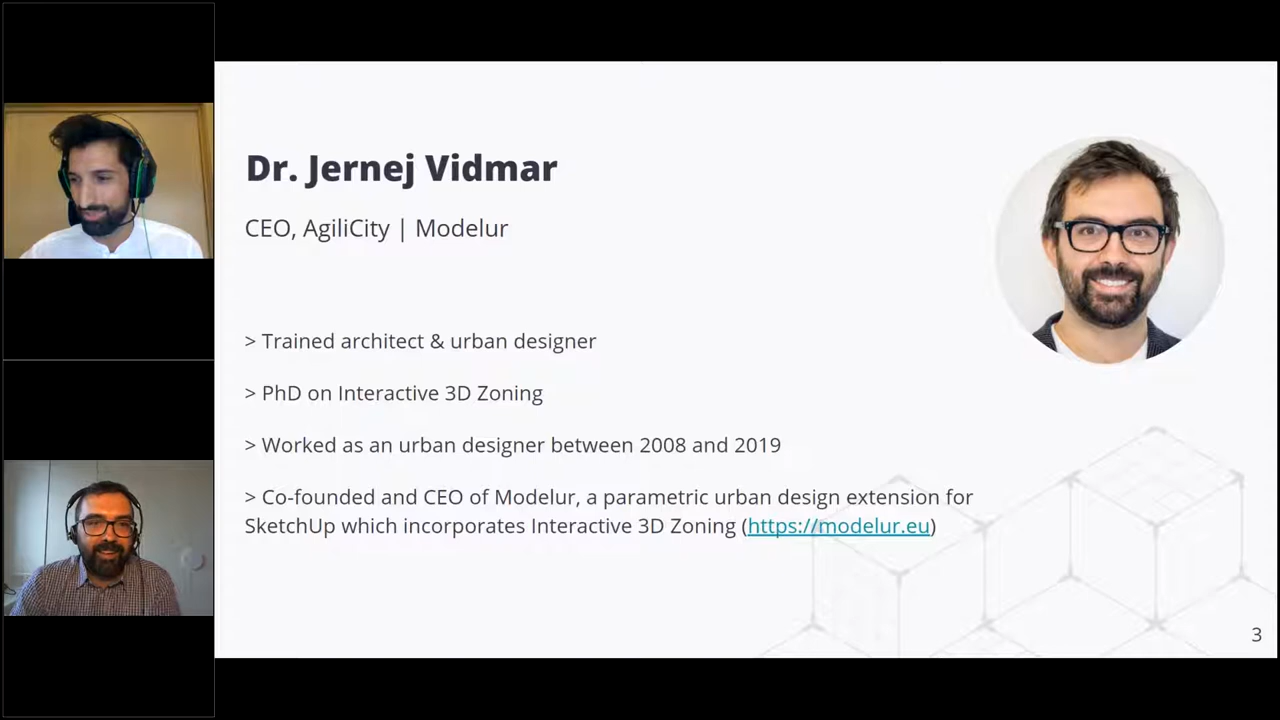 Dr. Jernej Vidmar
CEO, AgiliCity | Modelur
> Trained architect & urban designer
> PhD on Interactive 3D Zoning
> Worked as an urban designer between 2008 and 2019
> Co-founded and CEO of Modelur, a parametric urban design extension for
SketchUp which incorporates Interactive 3D Zoning (https://modelur.eu)
3